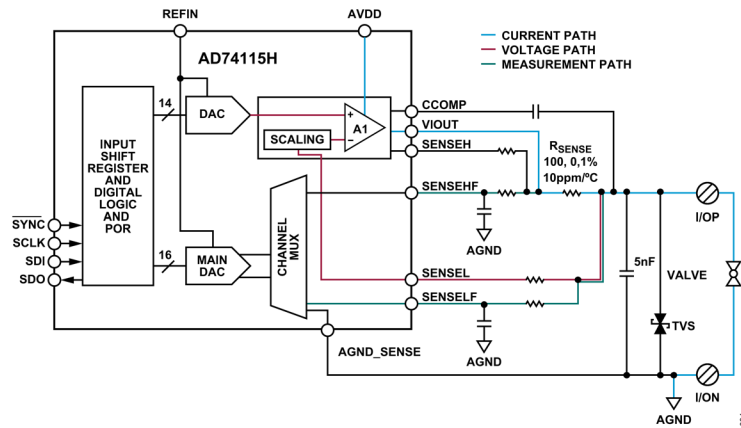 REFIN
AVDD
AD74115H
CURRENT PATH
VOLTAGE PATH
MEASUREMENT PATH
14
DAC
A1
+
−
SCALING
CCOMP
VIOUT
SENSEH
RSENSE
100, 0,1%
10ppm/ºC
INPUT
SHIFT
REGISTER
AND
DIGITAL
LOGIC
AND
POR
SYNC
SCLK
SDI
SDO
16
MAIN
DAC
CHANNEL
MUX
SENSEHF
AGND
I/OP
SENSEL
5nF
VALVE
SENSELF
AGND
TVS
AGND_SENSE
I/ON
AGND